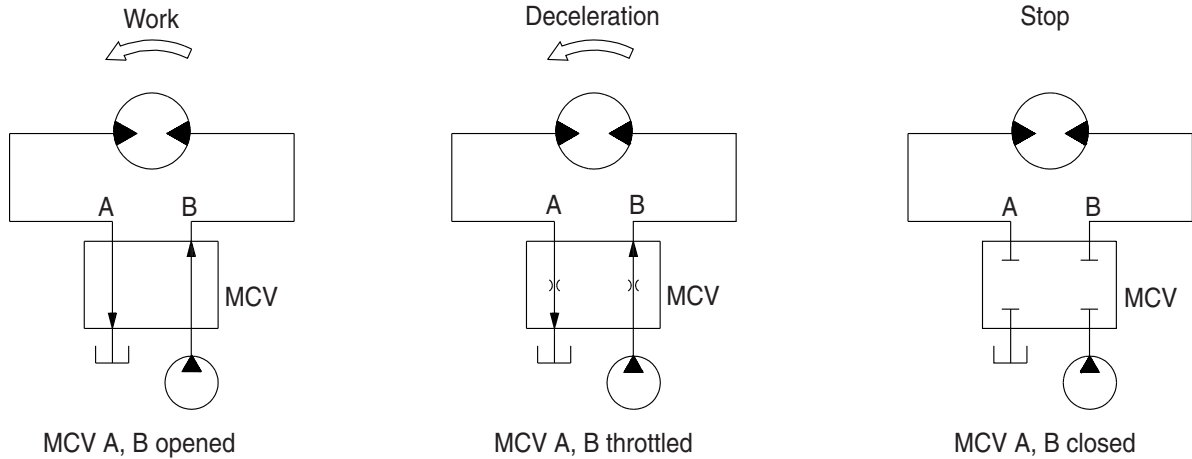 Work
A B
MCV
MCV A, B opened
Deceleration
A B
MCV
MCV A, B throttled
Stop
A B
MCV
MCV A, B closed